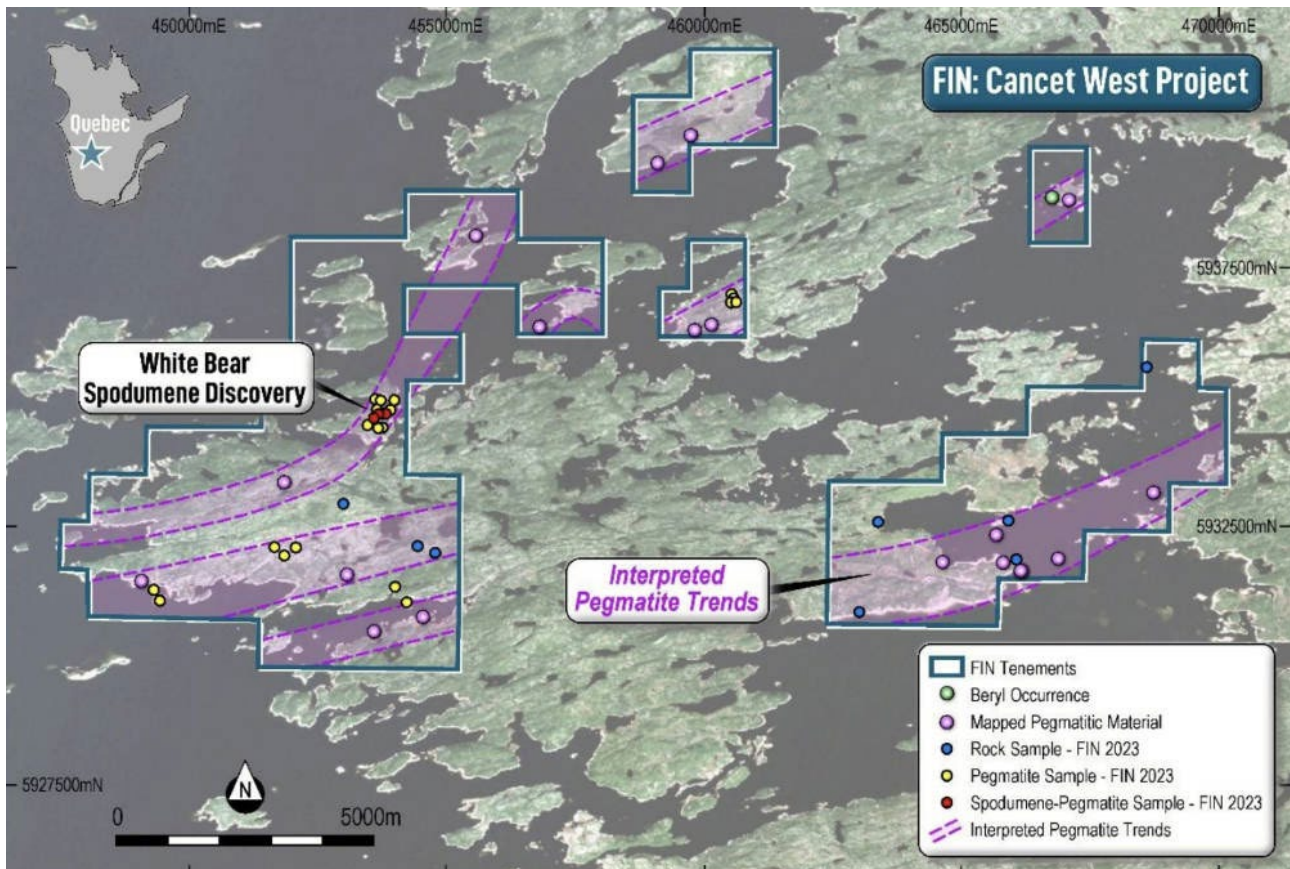 450000mE
455000mE
460000mE
465000mE
470000mE
FIN: Cancet West Project
Quebec
5937500mN
White Bear
Spodumene Discovery
5932500mN
Interpreted
Pegmatite Trends
FIN Tenements
Beryl Occurrence
Mapped Pegmatitic Material
Rock Sample - FIN 2023
Pegmatite Sample - FIN 2023
Spodumene-Pegmatite Sample - FIN 2023
Interpreted Pegmatite Trends
5927500mN
N
0
5000m